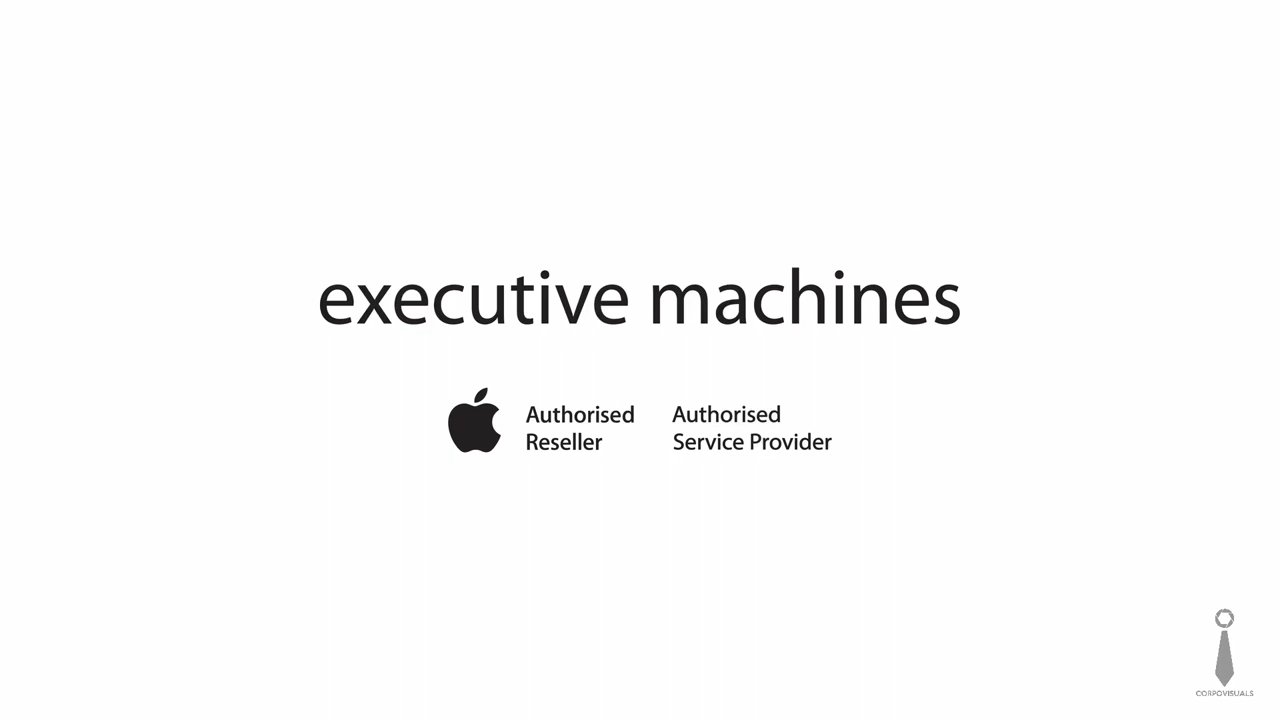 executive machines
Authorised
Reseller
Authorised
Service Provider
CORPOVISUALS